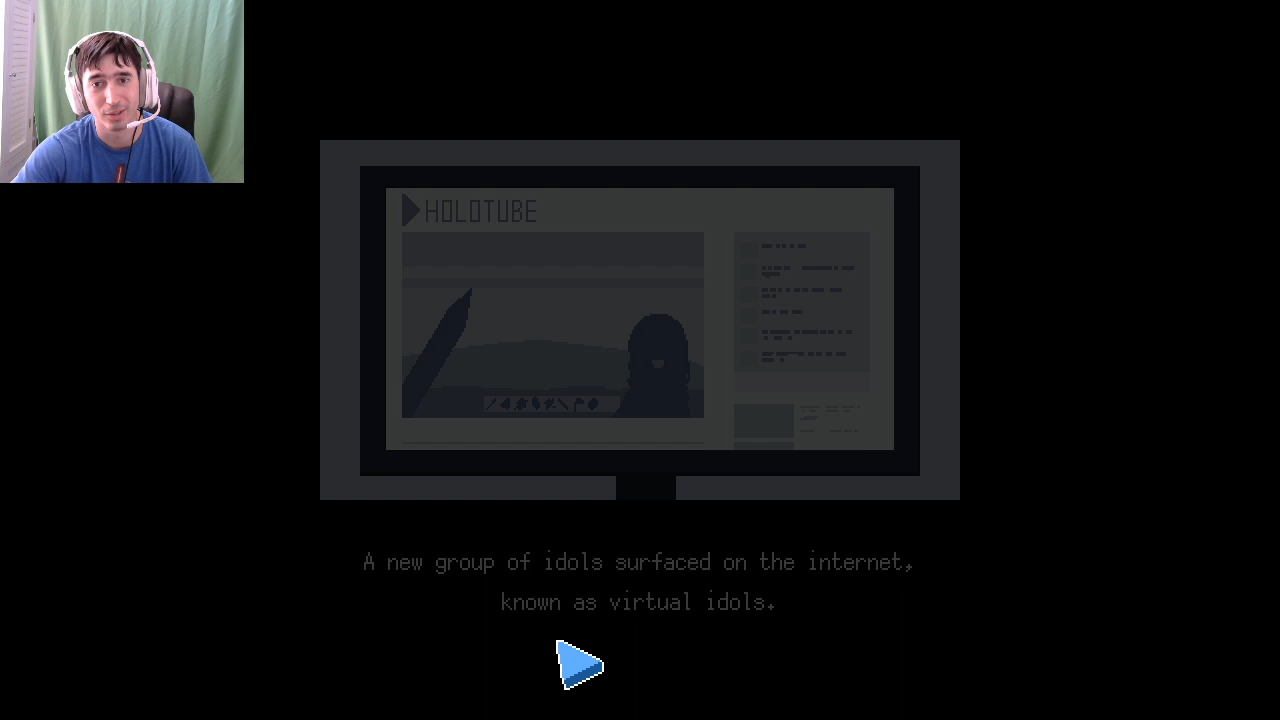 HOLOTUBE
A new group of idols surfaced on the internet,
known as virtual idols.